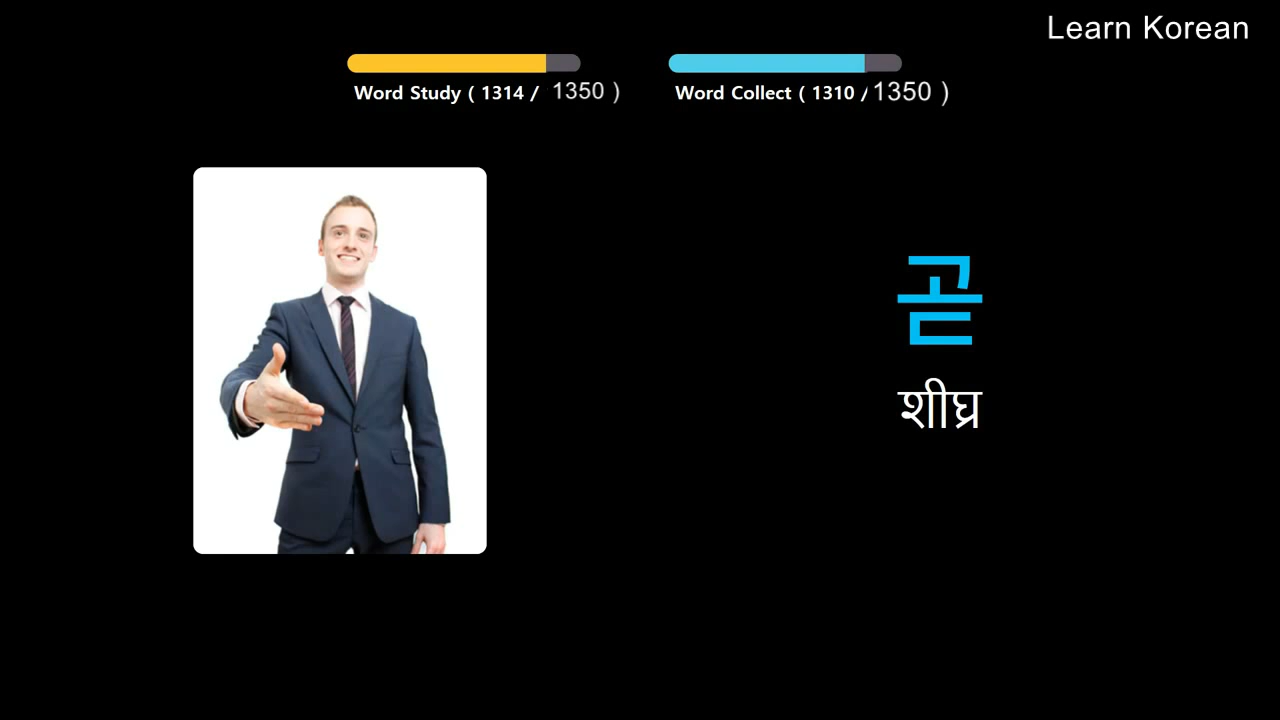 Learn Korean
Word Study ( 1314 / 1350 )
Word Collect ( 1310 / 1350 )
곧
शीघ्र